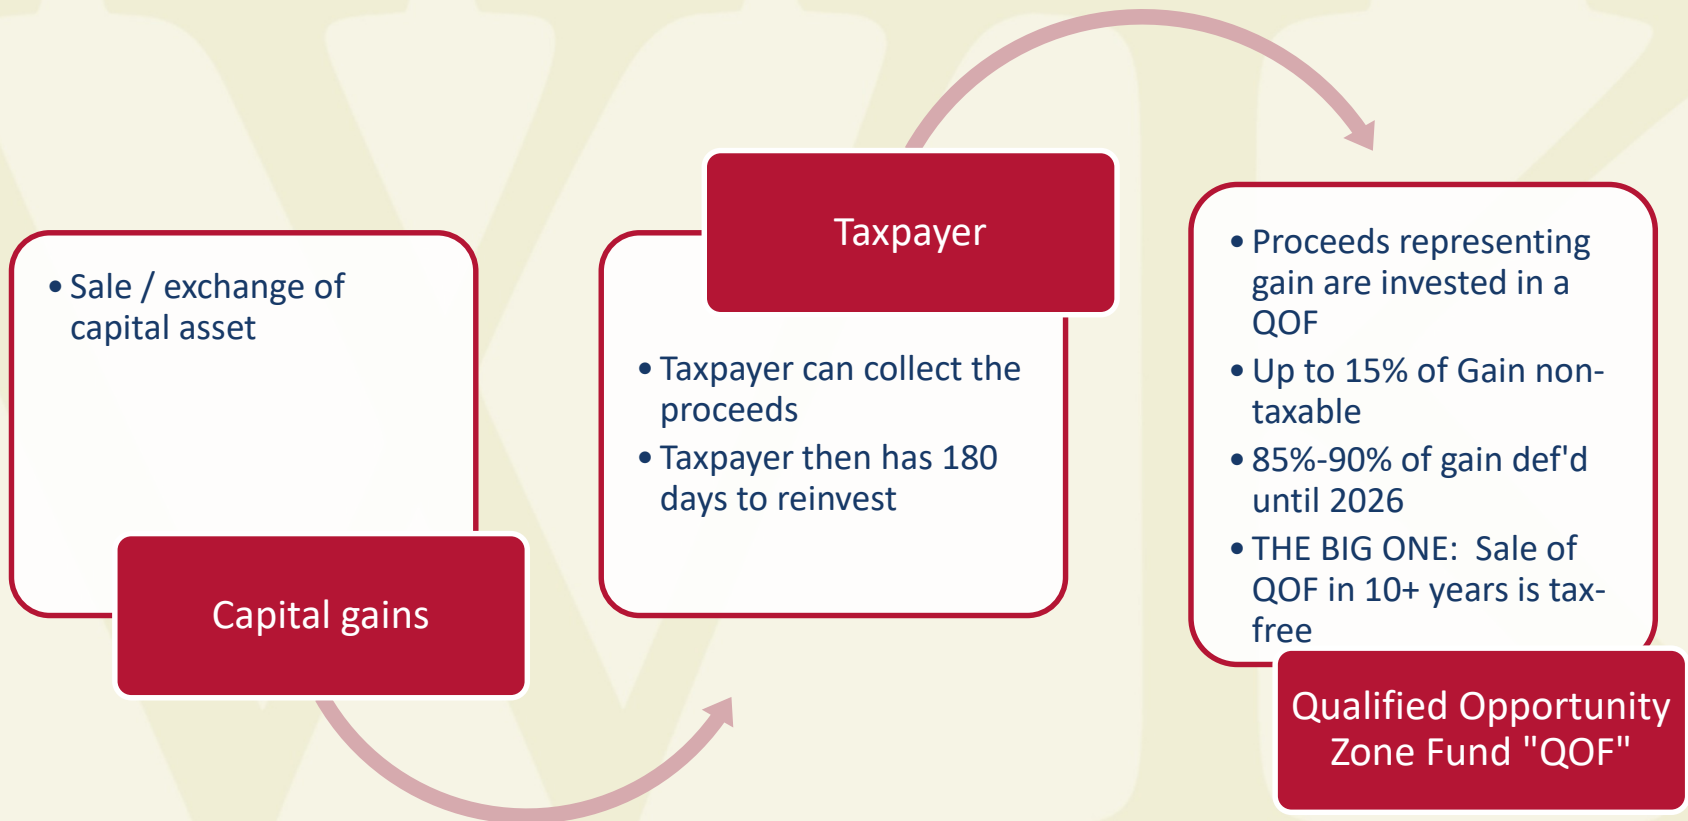 • Sale / exchange of
capital asset
Capital gains
Taxpayer
• Taxpayer can collect the
proceeds
• Taxpayer then has 180
days to reinvest
• Proceeds representing
gain are invested in a
QOF
• Up to 15% of Gain non-
taxable
• 85%-90% of gain def'd
until 2026
• THE BIG ONE:  Sale of
QOF in 10+ years is tax-
free
Qualified Opportunity
Zone Fund "QOF"